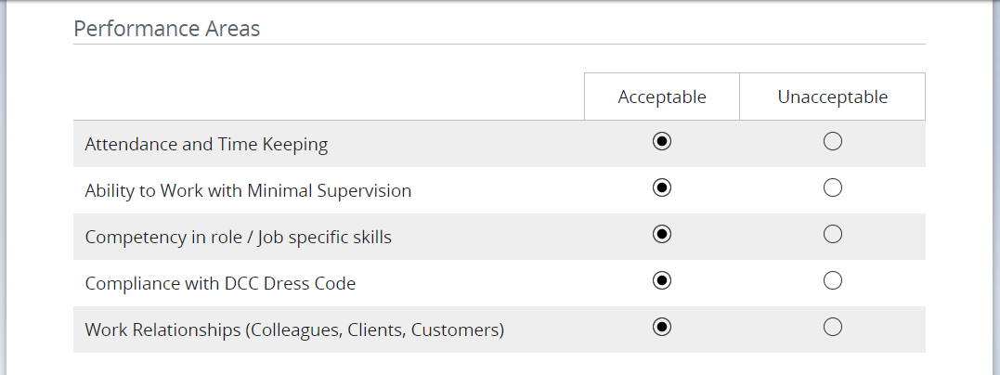 Performance Areas
Acceptable Unacceptable
Attendance and Time Keeping
Ability to Work with Minimal Supervision
Competency in role / Job specific skills
Compliance with DCC Dress Code
Work Relationships (Colleagues, Clients, Customers)